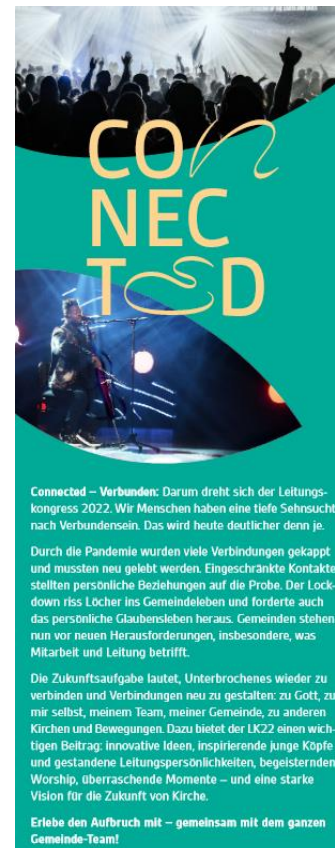 CON
NEC
TED
Connected – Verbunden: Darum dreht sich der Leitungs-
kongress 2022. Wir Menschen haben eine tiefe Sehnsucht
nach Verbundensein. Das wird heute deutlicher denn je.
Durch die Pandemie wurden viele Verbindungen gekappt
und mussten neu gelebt werden. Eingeschränkte Kontakte
stellten persönliche Beziehungen auf die Probe. Der Lock-
down riss Löcher ins Gemeindeleben und forderte auch
das persönliche Glaubensleben heraus. Gemeinden stehen
nun vor neuen Herausforderungen, insbesondere, was
Mitarbeit und Leitung betrifft.
Die Zukunftsaufgabe lautet, Unterbrochenes wieder zu
verbinden und Verbindungen neu zu gestalten: zu Gott, zu
mir selbst, meinem Team, meiner Gemeinde, zu anderen
Kirchen und Bewegungen. Dazu bietet der LK22 einen wich-
tigen Beitrag: innovative Ideen, inspirierende junge Köpfe
und gestandene Leitungspersönlichkeiten, begeisternden
Worship, überraschende Momente – und eine starke
Vision für die Zukunft von Kirche.
Erlebe den Aufbruch mit – gemeinsam mit dem ganzen
Gemeinde-Team!